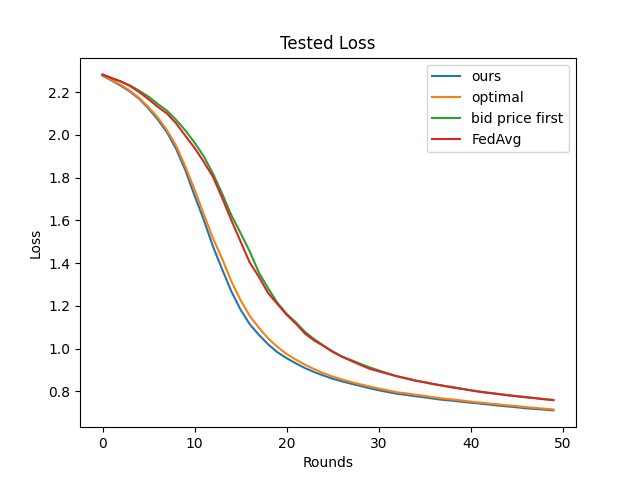 Tested Loss
ours
optimal
bid price first
FedAvg
2.2
2.0
1.8
1.6
1.4
1.2
1.0
0.8
Loss
0 10 20 30 40 50
Rounds